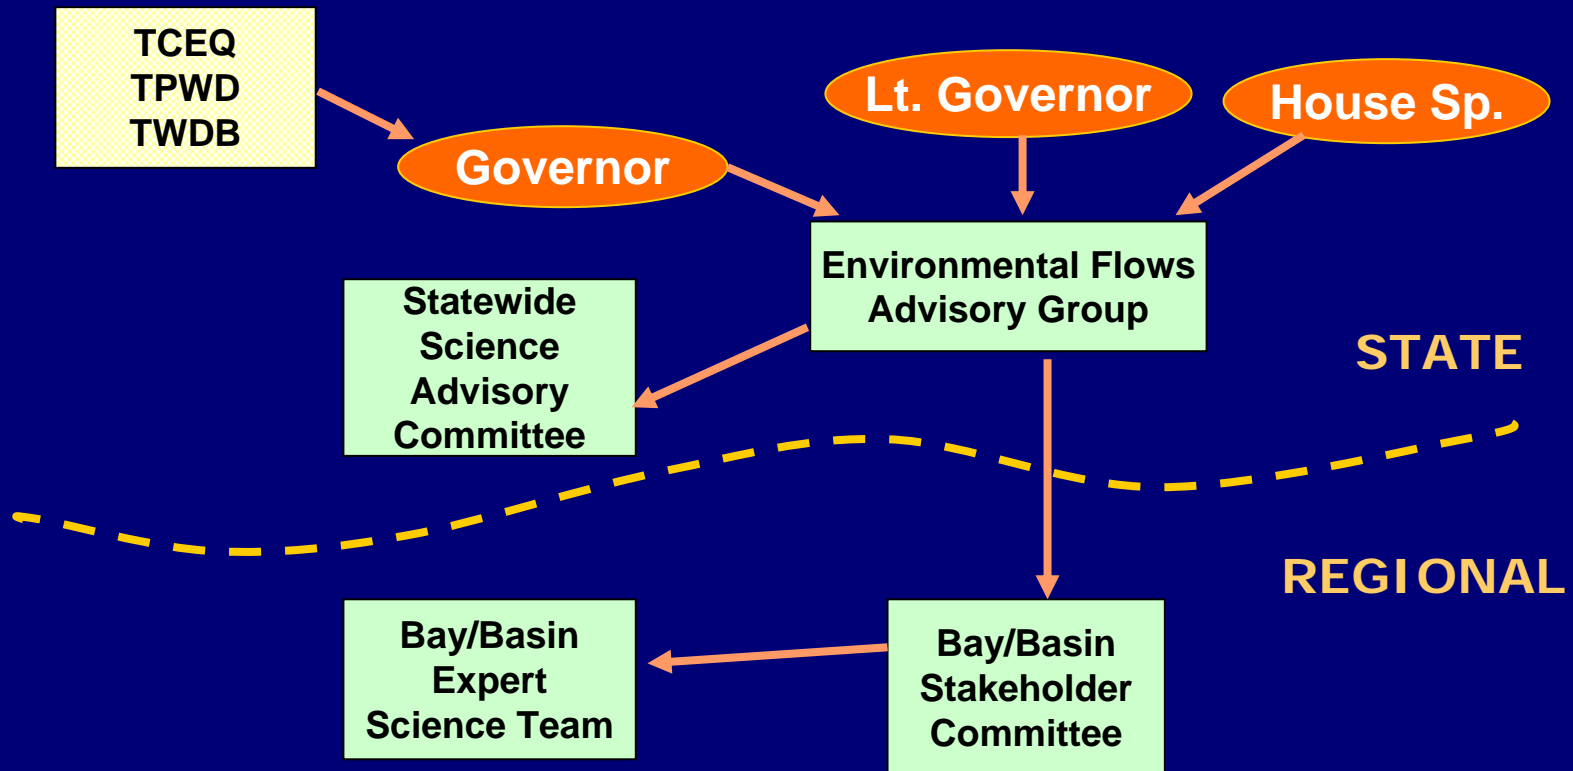 TCEQ
TPWD
TWDB
Lt. Governor
House Sp.
Governor
Environmental Flows
Advisory Group
Statewide
Science
Advisory
Committee
STATE
REGIONAL
Bay/Basin
Expert
Science Team
Bay/Basin
Stakeholder
Committee